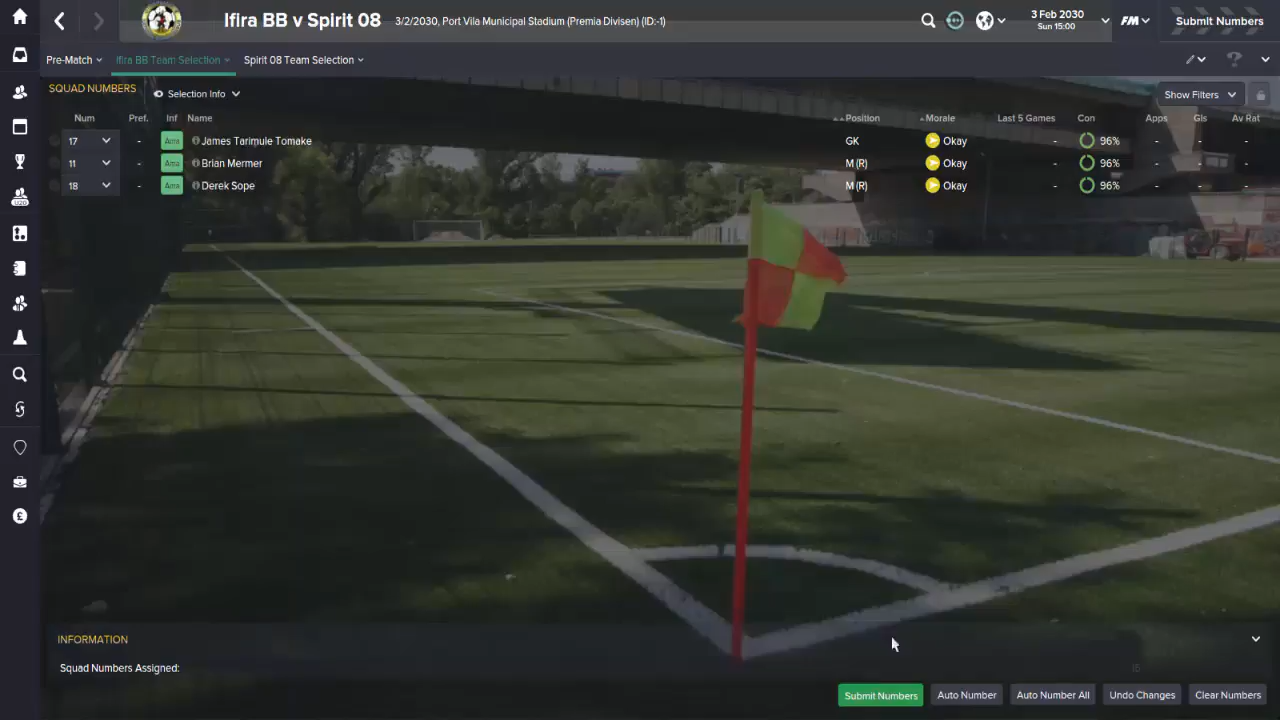 Ifira BB v Spirit 08
3/2/2030, Port Vila Municipal Stadium (Premia Divisen) (ID:-1)
3 Feb 2030
Sun 15:00
FM
Submit Numbers
Pre-Match
Ifira BB Team Selection
Spirit 08 Team Selection
SQUAD NUMBERS
Selection Info
Show Filters
Num Pref. Inf Name Position Morale Last 5 Games Con Apps Gls Av Rat
17 - Ama James Tarimule Tomake GK Okay - 96% - - -
11 - Ama Brian Mermer M (R) Okay - 96% - - -
18 - Ama Derek Sope M (R) Okay - 96% - - -
INFORMATION
Squad Numbers Assigned: 15
Submit Numbers Auto Number Auto Number All Undo Changes Clear Numbers